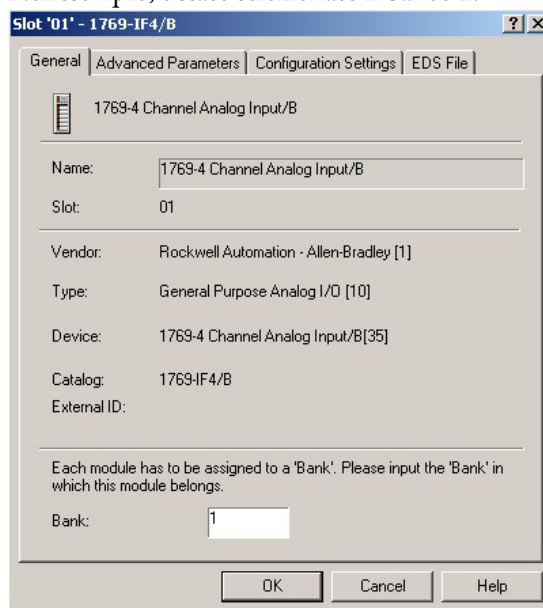 Slot '01' - 1769-IF4/B
General Advanced Parameters Configuration Settings EDS File
1769-4 Channel Analog Input/B
Name: 1769-4 Channel Analog Input/B
Slot: 01
Vendor: Rockwell Automation - Allen-Bradley [1]
Type: General Purpose Analog I/O [10]
Device: 1769-4 Channel Analog Input/B[35]
Catalog: 1769-IF4/B
External ID:
Each module has to be assigned to a 'Bank'. Please input the 'Bank' in
which this module belongs.
Bank: 1
OK Cancel Help